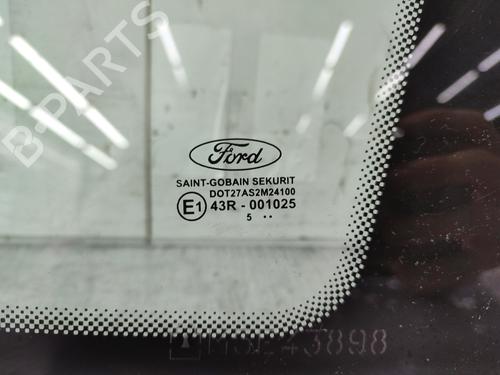 B-Parts
Ford
SAINT-GOBAIN SEKURIT
DOT27AS2M24100
E1 43R - 001025
5 ..